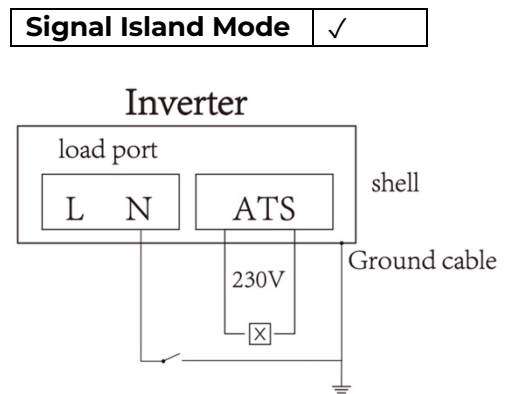 Signal Island Mode ✓
Inverter
load port
shell
L N ATS
Ground cable
230V
X